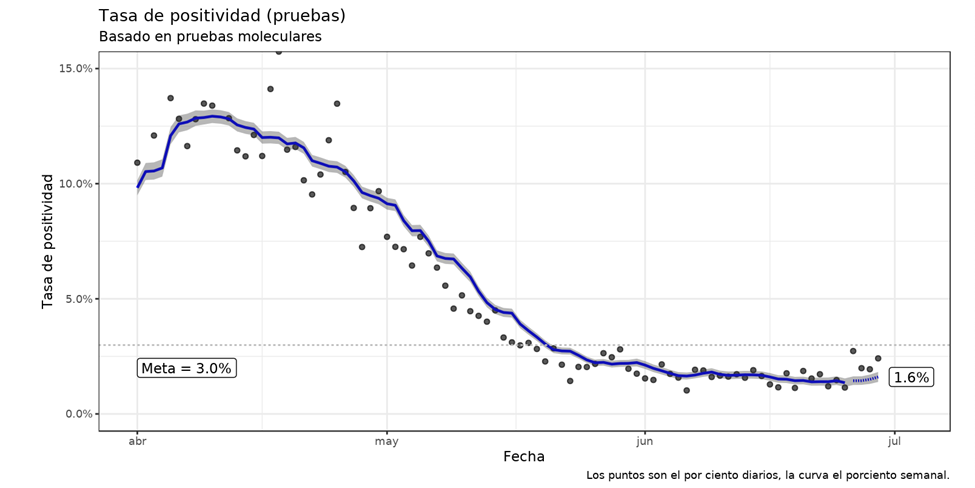 Tasa de positividad (pruebas)
Basado en pruebas moleculares
15.0%
10.0%
5.0%
0.0%
Tasa de positividad
Meta = 3.0%
1.6%
abr may jun jul
Fecha
Los puntos son el por ciento diarios, la curva el porciento semanal.